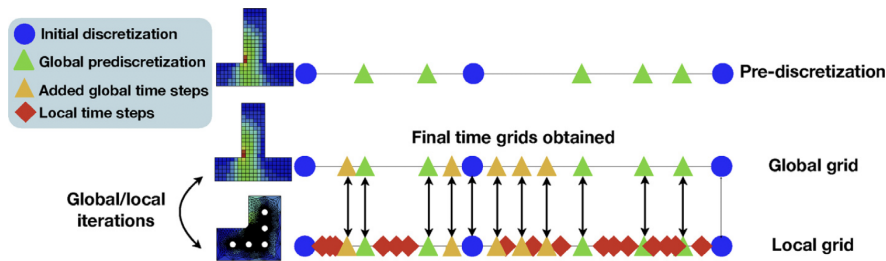 Initial discretization
Global prediscretization
Added global time steps
Local time steps
Pre-discretization
Final time grids obtained
Global grid
Global/local
iterations
Local grid